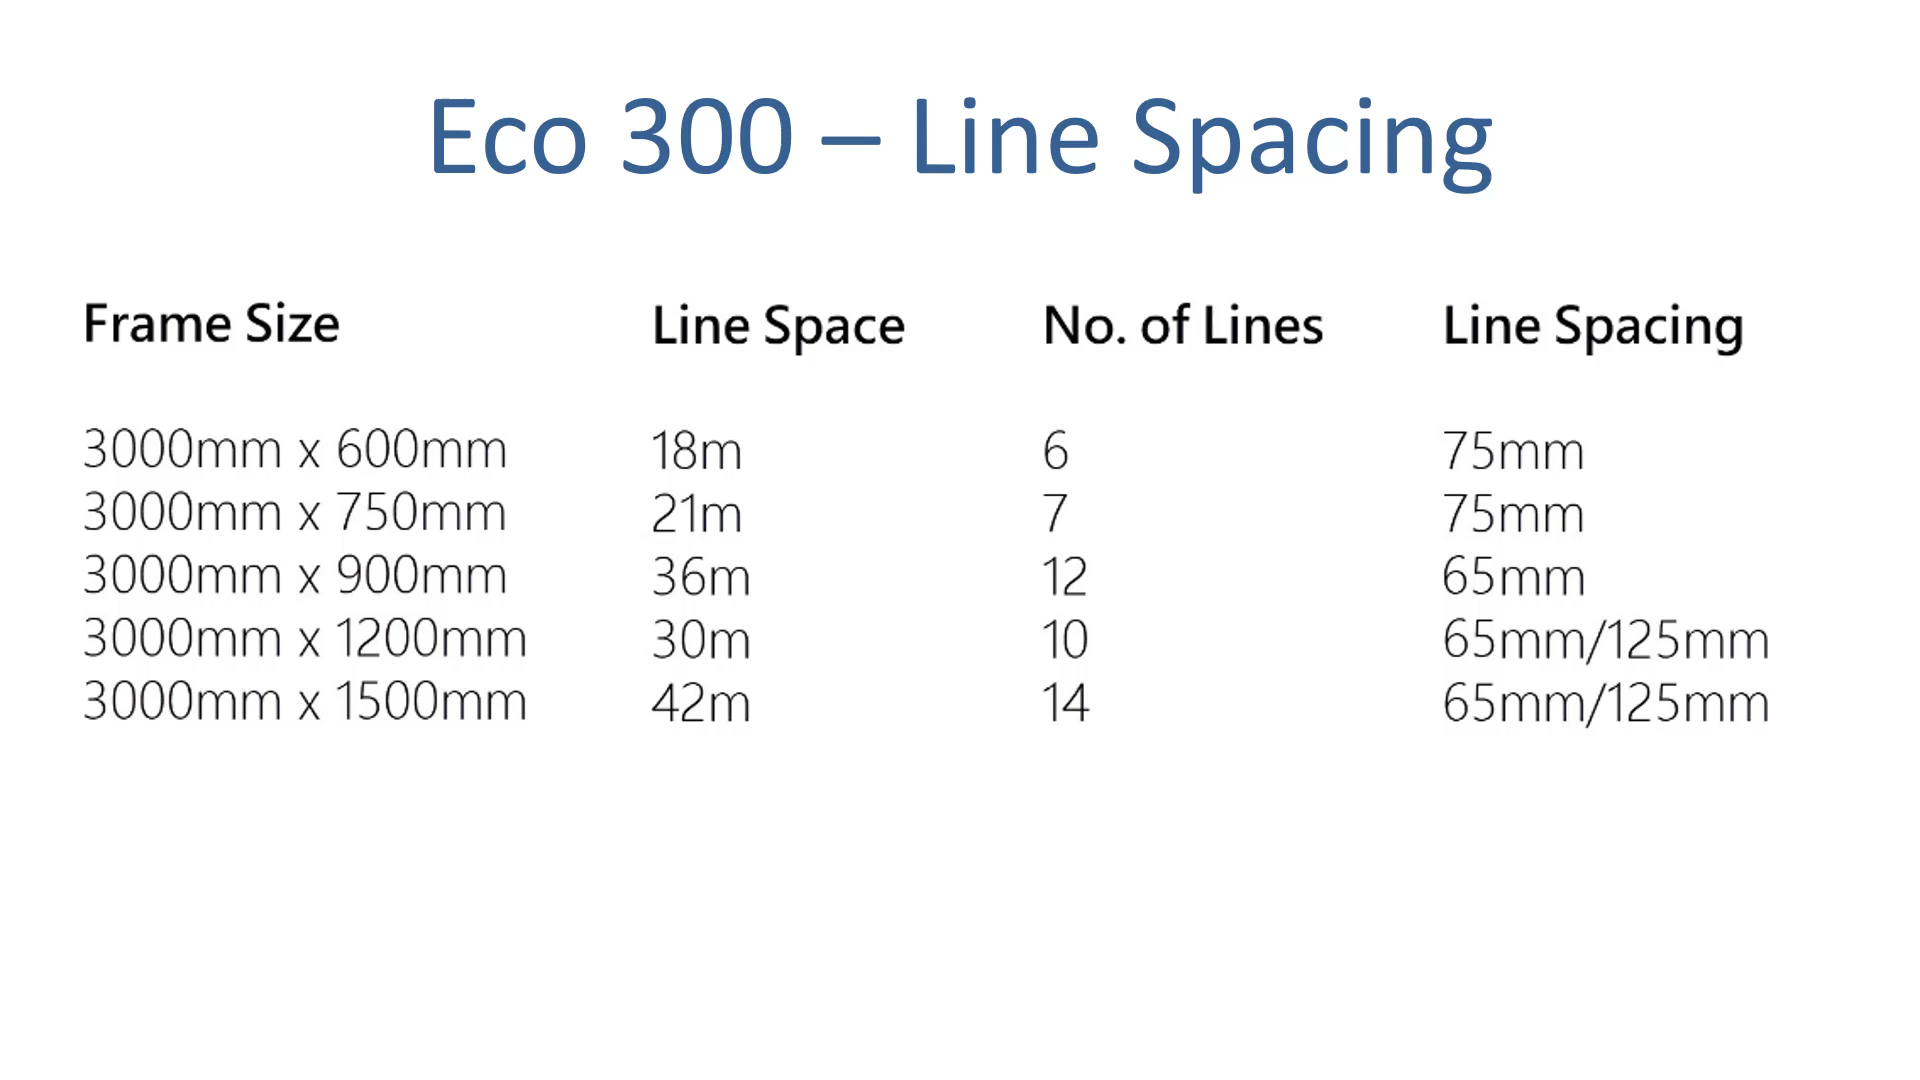 Eco 300 – Line Spacing
Frame Size Line Space No. of Lines Line Spacing
3000mm x 600mm 18m 6 75mm
3000mm x 750mm 21m 7 75mm
3000mm x 900mm 36m 12 65mm
3000mm x 1200mm 30m 10 65mm/125mm
3000mm x 1500mm 42m 14 65mm/125mm